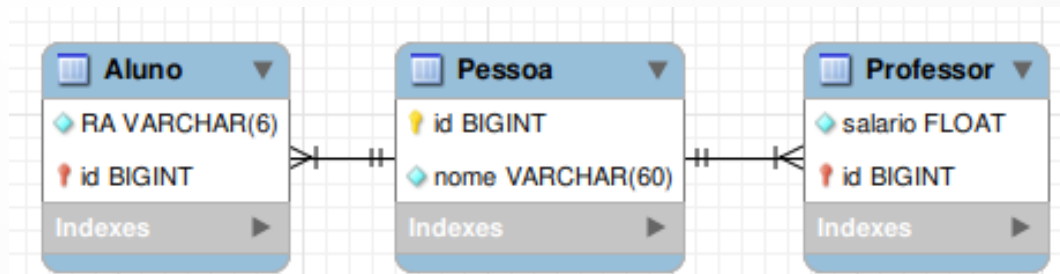 Aluno
RA VARCHAR(6)
id BIGINT
Indexes
Pessoa
id BIGINT
nome VARCHAR(60)
Indexes
Professor
salario FLOAT
id BIGINT
Indexes